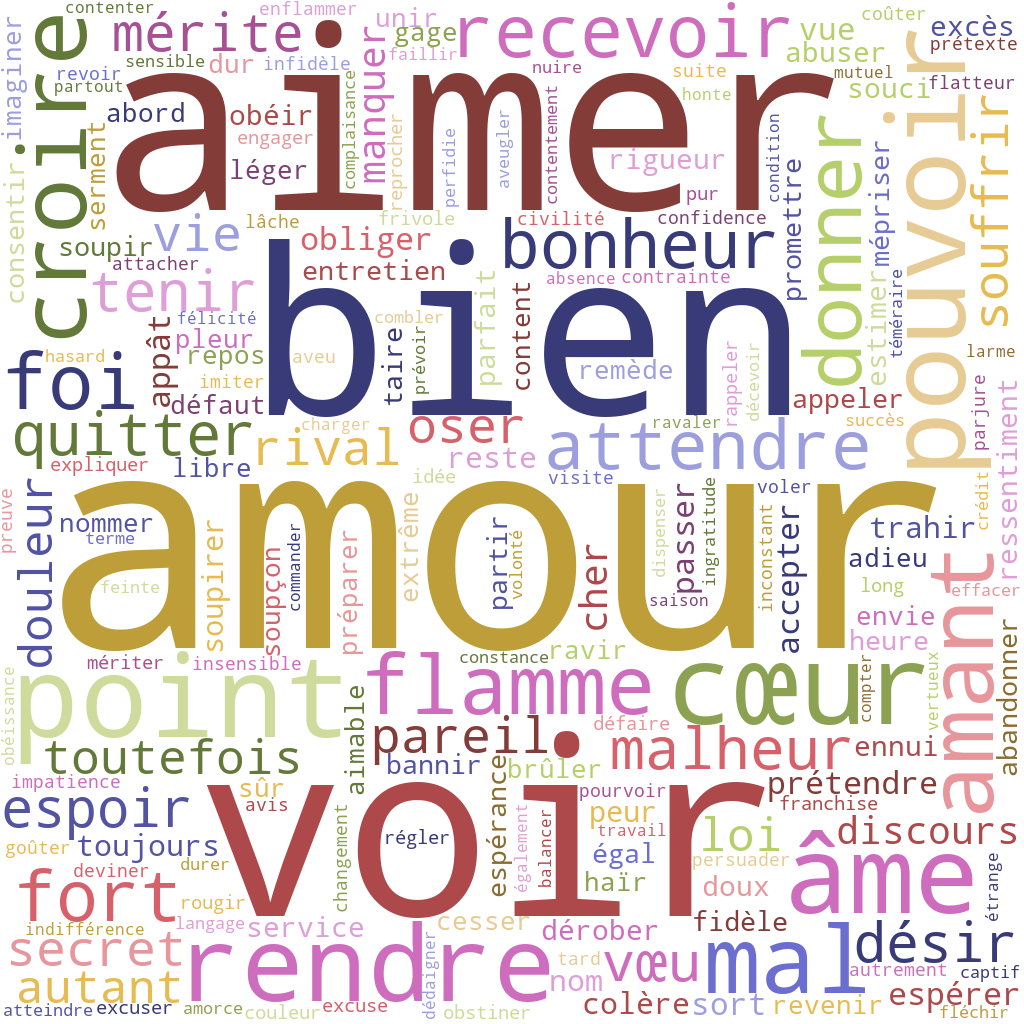 contenter
enflammer
mérite
unir
gage
recevoir
vue
coûter
excès
imaginer
croire
revoir
sensible
dur
infidèle
manquer
faillir
nuire
suite
abuser
mutuel
prétexte
partout
aimer
honte
souci
flatteur
pouvoir
abord
obéir
engager
léger
complaisance
reprocher
perfidie
aveugler
contentement
rigueur
pur
condition
donner
mépriser
souffrir
consentir
serment
lâche
frivole
civilité
confidence
promettre
soupir
vie
attacher
obliger
entretien
bonheur
absence
contrainte
tenir
bien
félicité
combler
parfait
content
estimer
téméraire
foi
hasard
appât
pleur
repos
aveu
taire
prévoir
remède
rappeler
décevoir
larme
imiter
défaut
appeler
quitter
charger
oser
ravaler
succès
parjure
ressentiment
rival
attendre
expliquer
libre
reste
idée
visite
voler
crédit
preuve
douleur
nommer
terme
amour
trahir
adieu
soupirer
soupçon
commander
préparer
extrême
partir
volonté
cher
dispenser
passer
ingratitude
inconstant
accepter
feinte
saison
long
effacer
amant
envie
heure
abandonner
mériter
insensible
constance
ravir
obéissance
point
flamme
cœur
compter
vertueux
défaire
toutefois
aimable
pareil
malheur
ennui
impatience
bannir
brûler
prétendre
espoir
sûr
avis
voir
espérance
pourvoir
franchise
goûter
toujours
changement
régler
également
balancer
peur
travail
loi
discours
deviner
durer
égal
persuader
fort
rougir
haïr
doux
âme
étrange
indifférence
langage
service
cesser
dérober
fidèle
désir
secret
rendre
dédaigner
tard
vœu
mal
autrement
captif
autant
nom
espérer
atteindre
excuser
amorce
couleur
excuse
obstiner
colère
sort
revenir
fléchir